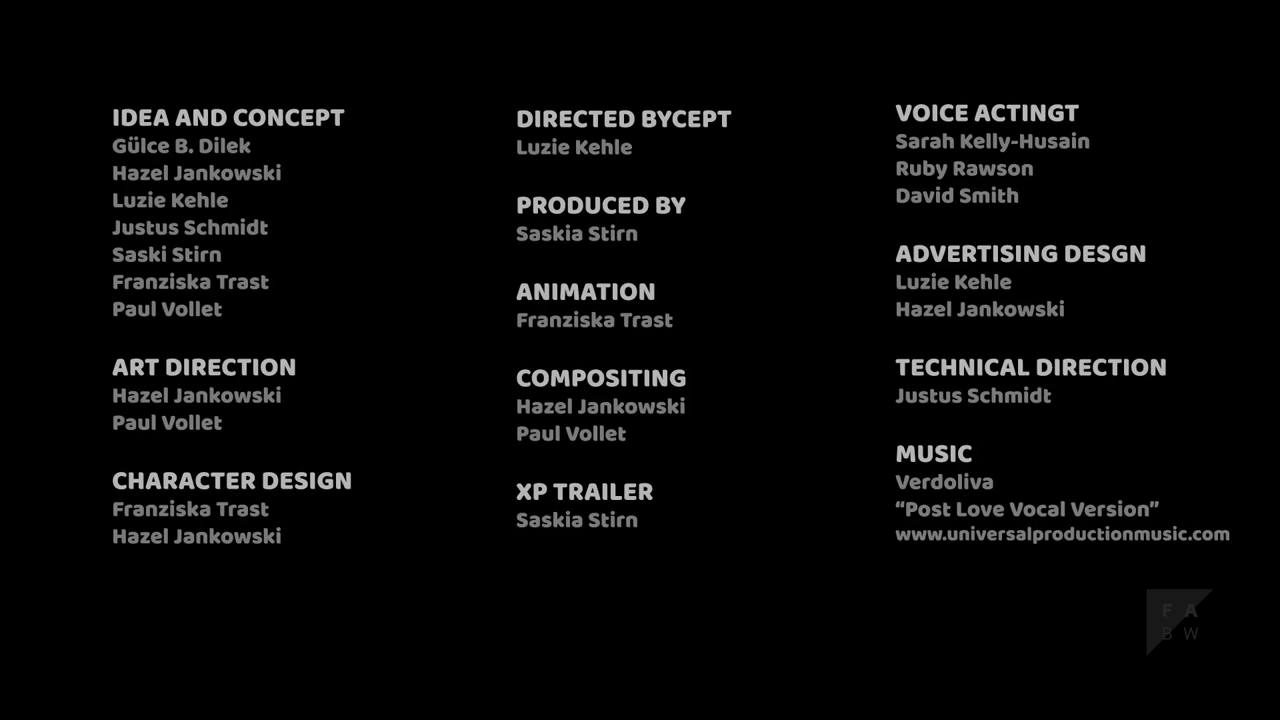 IDEA AND CONCEPT
Gülce B. Dilek
Hazel Jankowski
Luzie Kehle
Justus Schmidt
Saski Stirn
Franziska Trast
Paul Vollet
ART DIRECTION
Hazel Jankowski
Paul Vollet
CHARACTER DESIGN
Franziska Trast
Hazel Jankowski
DIRECTED BYCEPT
Luzie Kehle
PRODUCED BY
Saskia Stirn
ANIMATION
Franziska Trast
COMPOSITING
Hazel Jankowski
Paul Vollet
XP TRAILER
Saskia Stirn
VOICE ACTINGT
Sarah Kelly-Husain
Ruby Rawson
David Smith
ADVERTISING DESGN
Luzie Kehle
Hazel Jankowski
TECHNICAL DIRECTION
Justus Schmidt
MUSIC
Verdoliva
“Post Love Vocal Version”
www.universalproductionmusic.com
F A
B W